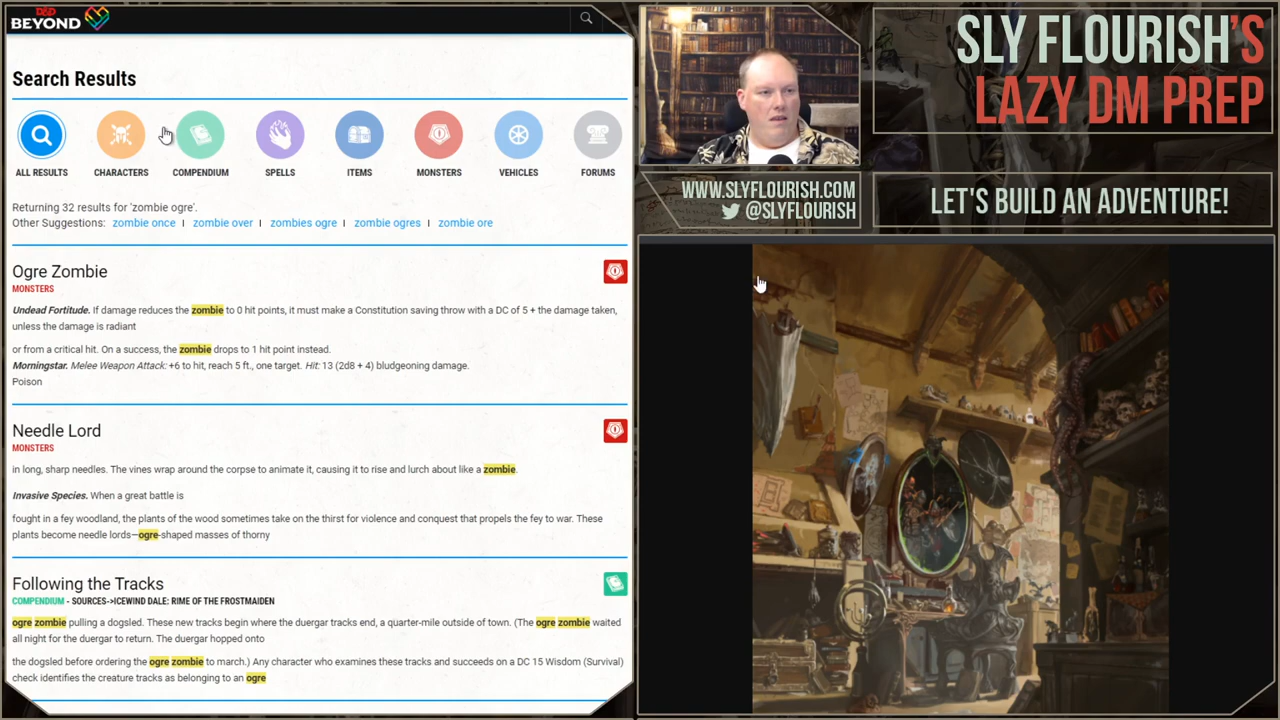 D&D
BEYOND
Search Results
ALL RESULTS
CHARACTERS
COMPENDIUM
SPELLS
ITEMS
MONSTERS
VEHICLES
FORUMS
Returning 32 results for 'zombie ogre'.
Other Suggestions: zombie once | zombie over | zombies ogre | zombie ogres | zombie ore
Ogre Zombie
MONSTERS
Undead Fortitude. If damage reduces the zombie to 0 hit points, it must make a Constitution saving throw with a DC of 5 + the damage taken,
unless the damage is radiant
or from a critical hit. On a success, the zombie drops to 1 hit point instead.
Morningstar. Melee Weapon Attack: +6 to hit, reach 5 ft., one target. Hit: 13 (2d8 + 4) bludgeoning damage.
Poison
Needle Lord
MONSTERS
in long, sharp needles. The vines wrap around the corpse to animate it, causing it to rise and lurch about like a zombie.
Invasive Species. When a great battle is
fought in a fey woodland, the plants of the wood sometimes take on the thirst for violence and conquest that propels the fey to war. These
plants become needle lords—ogre-shaped masses of thorny
Following the Tracks
COMPENDIUM - SOURCES->ICEWIND DALE: RIME OF THE FROSTMAIDEN
ogre zombie pulling a dogsled. These new tracks begin where the duergar tracks end, a quarter-mile outside of town. (The ogre zombie waited
all night for the duergar to return. The duergar hopped onto
the dogsled before ordering the ogre zombie to march.) Any character who examines these tracks and succeeds on a DC 15 Wisdom (Survival)
check identifies the creature tracks as belonging to an ogre
SLY FLOURISH'S
LAZY DM PREP
WWW.SLYFLOURISH.COM
@SLYFLOURISH
LET'S BUILD AN ADVENTURE!